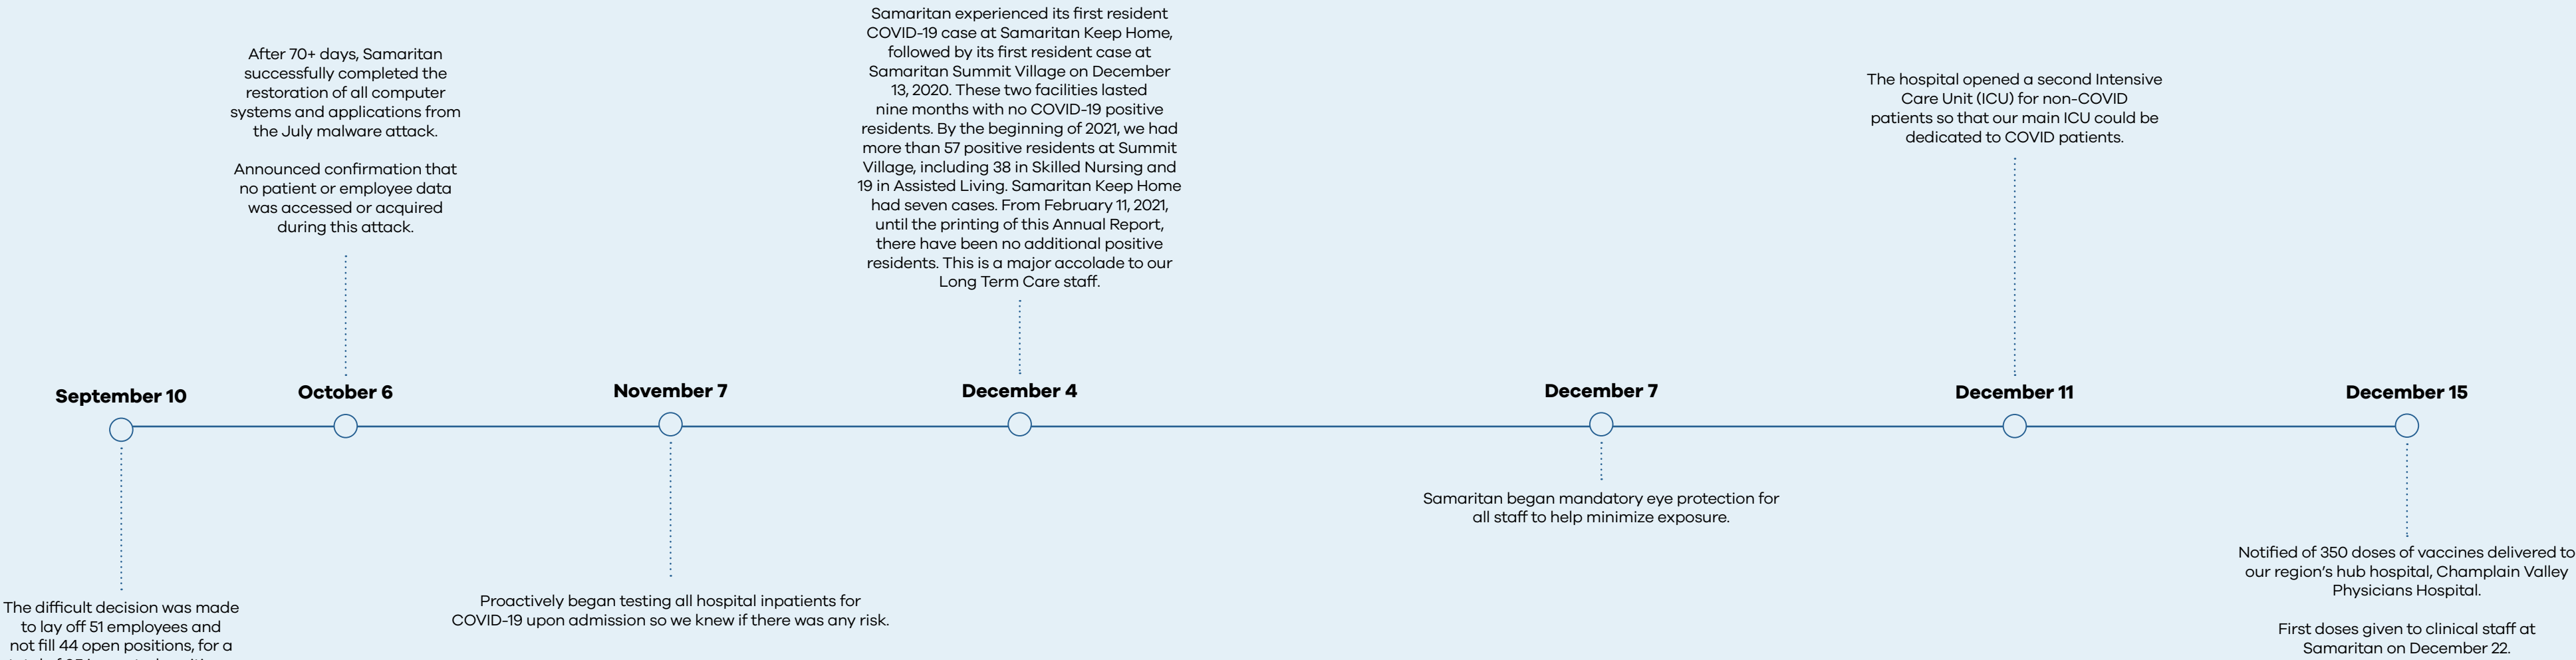 Samaritan experienced its first resident
COVID-19 case at Samaritan Keep Home,
followed by its first resident case at
Samaritan Summit Village on December
13, 2020. These two facilities lasted
nine months with no COVID-19 positive
residents. By the beginning of 2021, we had
more than 57 positive residents at Summit
Village, including 38 in Skilled Nursing and
19 in Assisted Living. Samaritan Keep Home
had seven cases. From February 11, 2021,
until the printing of this Annual Report,
there have been no additional positive
residents. This is a major accolade to our
Long Term Care staff.
After 70+ days, Samaritan
successfully completed the
restoration of all computer
systems and applications from
the July malware attack.
Announced confirmation that
no patient or employee data
was accessed or acquired
during this attack.
The hospital opened a second Intensive
Care Unit (ICU) for non-COVID
patients so that our main ICU could be
dedicated to COVID patients.
September 10
October 6
November 7
December 4
December 7
December 11
December 15
Samaritan began mandatory eye protection for
all staff to help minimize exposure.
Notified of 350 doses of vaccines delivered to
our region's hub hospital, Champlain Valley
Physicians Hospital.
First doses given to clinical staff at
Samaritan on December 22.
Proactively began testing all hospital inpatients for
COVID-19 upon admission so we knew if there was any risk.
The difficult decision was made
to lay off 51 employees and
not fill 44 open positions, for a